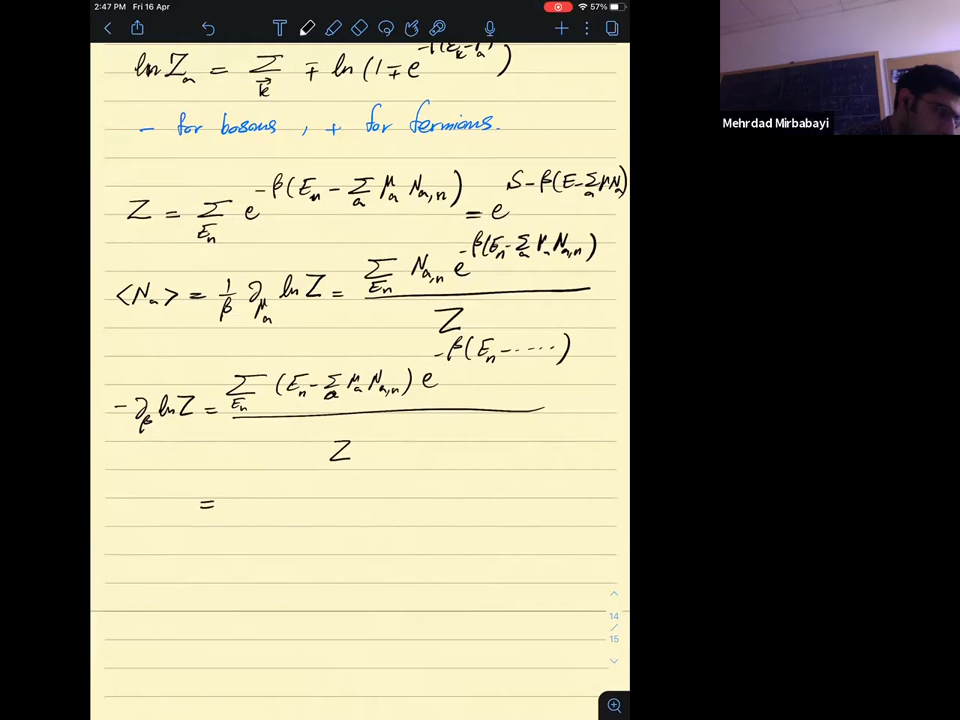 2:47 PM Fri 16 Apr 57%
T
ln Z_a = Σ_k⃗ ∓ ln(1 ∓ e^{-β(E_k-μ_a)})
- for bosons, + for fermions.
Z = Σ_{E_n} e^{-β(E_n - Σ_a μ_a N_{a,n})} = e^{S-β(E-Σ_a μN_a)}
<N_a> = 1/β ∂_{μ_a} ln Z = Σ_{E_n} N_{a,n} e^{-β(E_n-Σ_a μ_a N_{a,n})} / Z
-∂_β ln Z = Σ_{E_n} (E_n - Σ_a μ_a N_{a,n}) e^{-β(E_n-.....)} / Z
=
14
/
15
Mehrdad Mirbabayi